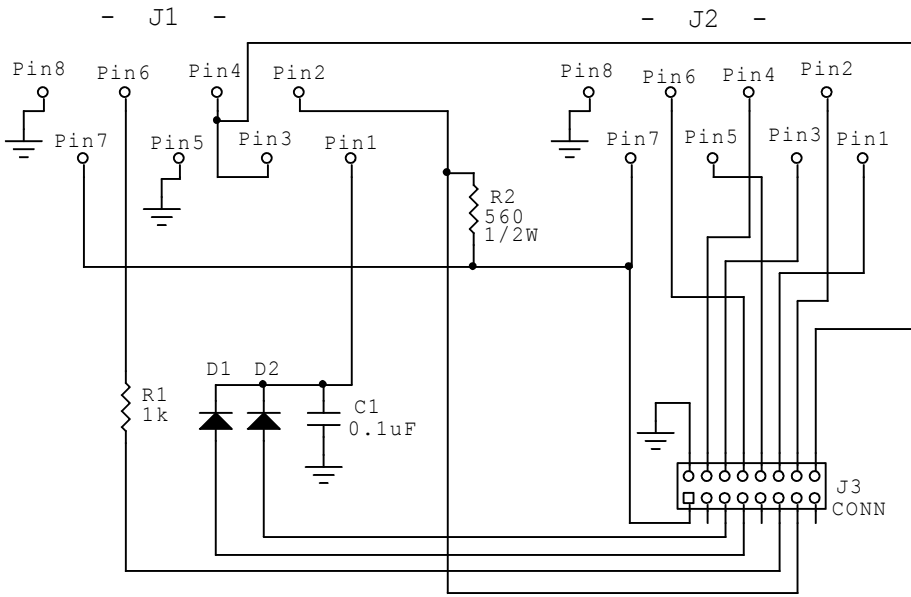 - J1 -
- J2 -
Pin8
Pin6
Pin4
Pin2
Pin8
Pin6
Pin4
Pin2
Pin7
Pin5
Pin3
Pin1
Pin7
Pin5
Pin3
Pin1
R2
560
1/2W
D1
D2
R1
1k
C1
0.1uF
J3
CONN